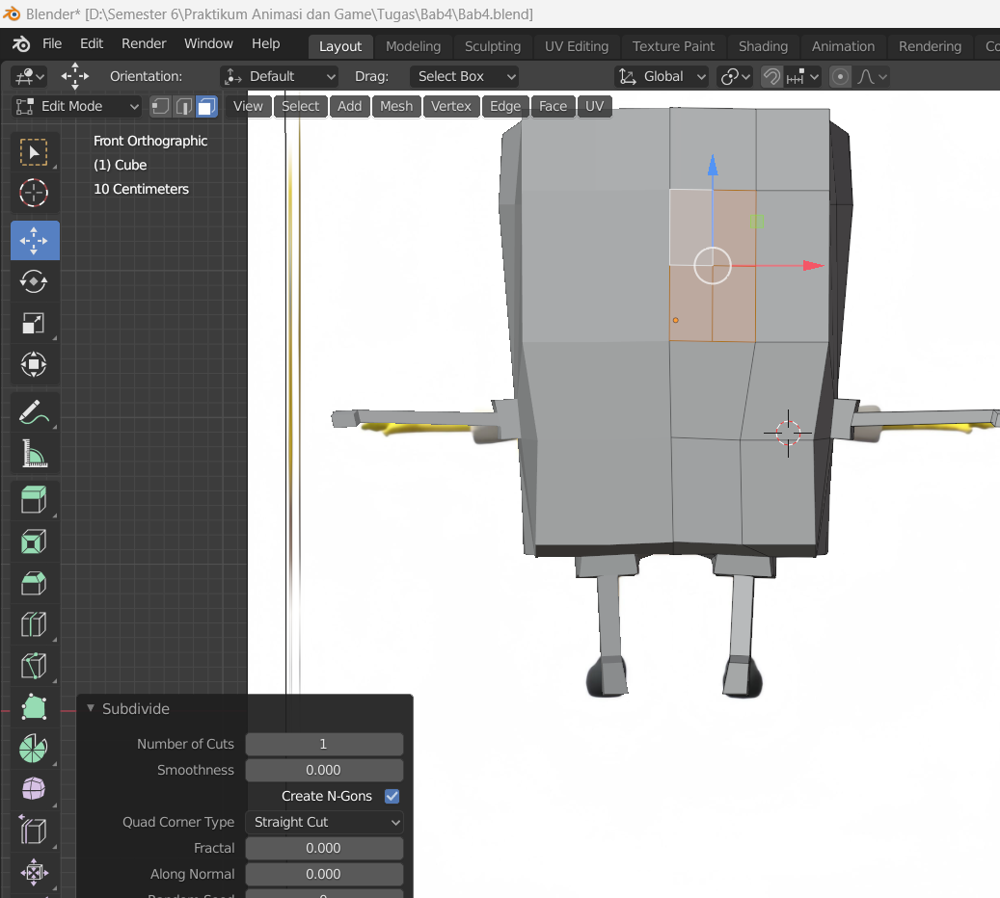 Blender* [D:\Semester 6\Praktikum Animasi dan Game\Tugas\Bab4\Bab4.blend]
File Edit Render Window Help Layout Modeling Sculpting UV Editing Texture Paint Shading Animation Rendering Co
Orientation: Default Drag: Select Box Global
Edit Mode View Select Add Mesh Vertex Edge Face UV
Front Orthographic
(1) Cube
10 Centimeters
Subdivide
Number of Cuts 1
Smoothness 0.000
Create N-Gons
Quad Corner Type Straight Cut
Fractal 0.000
Along Normal 0.000